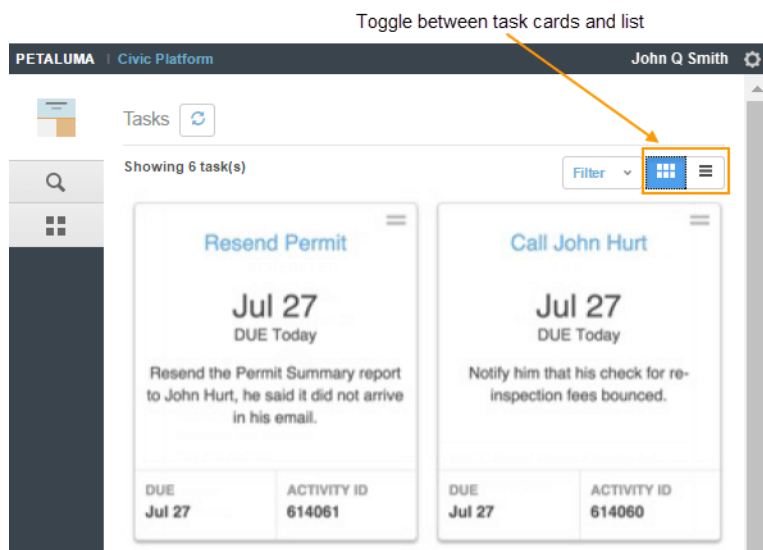 Toggle between task cards and list
PETALUMA | Civic Platform
John Q Smith
Tasks
Showing 6 task(s)
Filter
Resend Permit
Jul 27
DUE Today
Resend the Permit Summary report
to John Hurt, he said it did not arrive
in his email.
DUE
ACTIVITY ID
Jul 27
614061
Call John Hurt
Jul 27
DUE Today
Notify him that his check for re-
inspection fees bounced.
DUE
ACTIVITY ID
Jul 27
614060